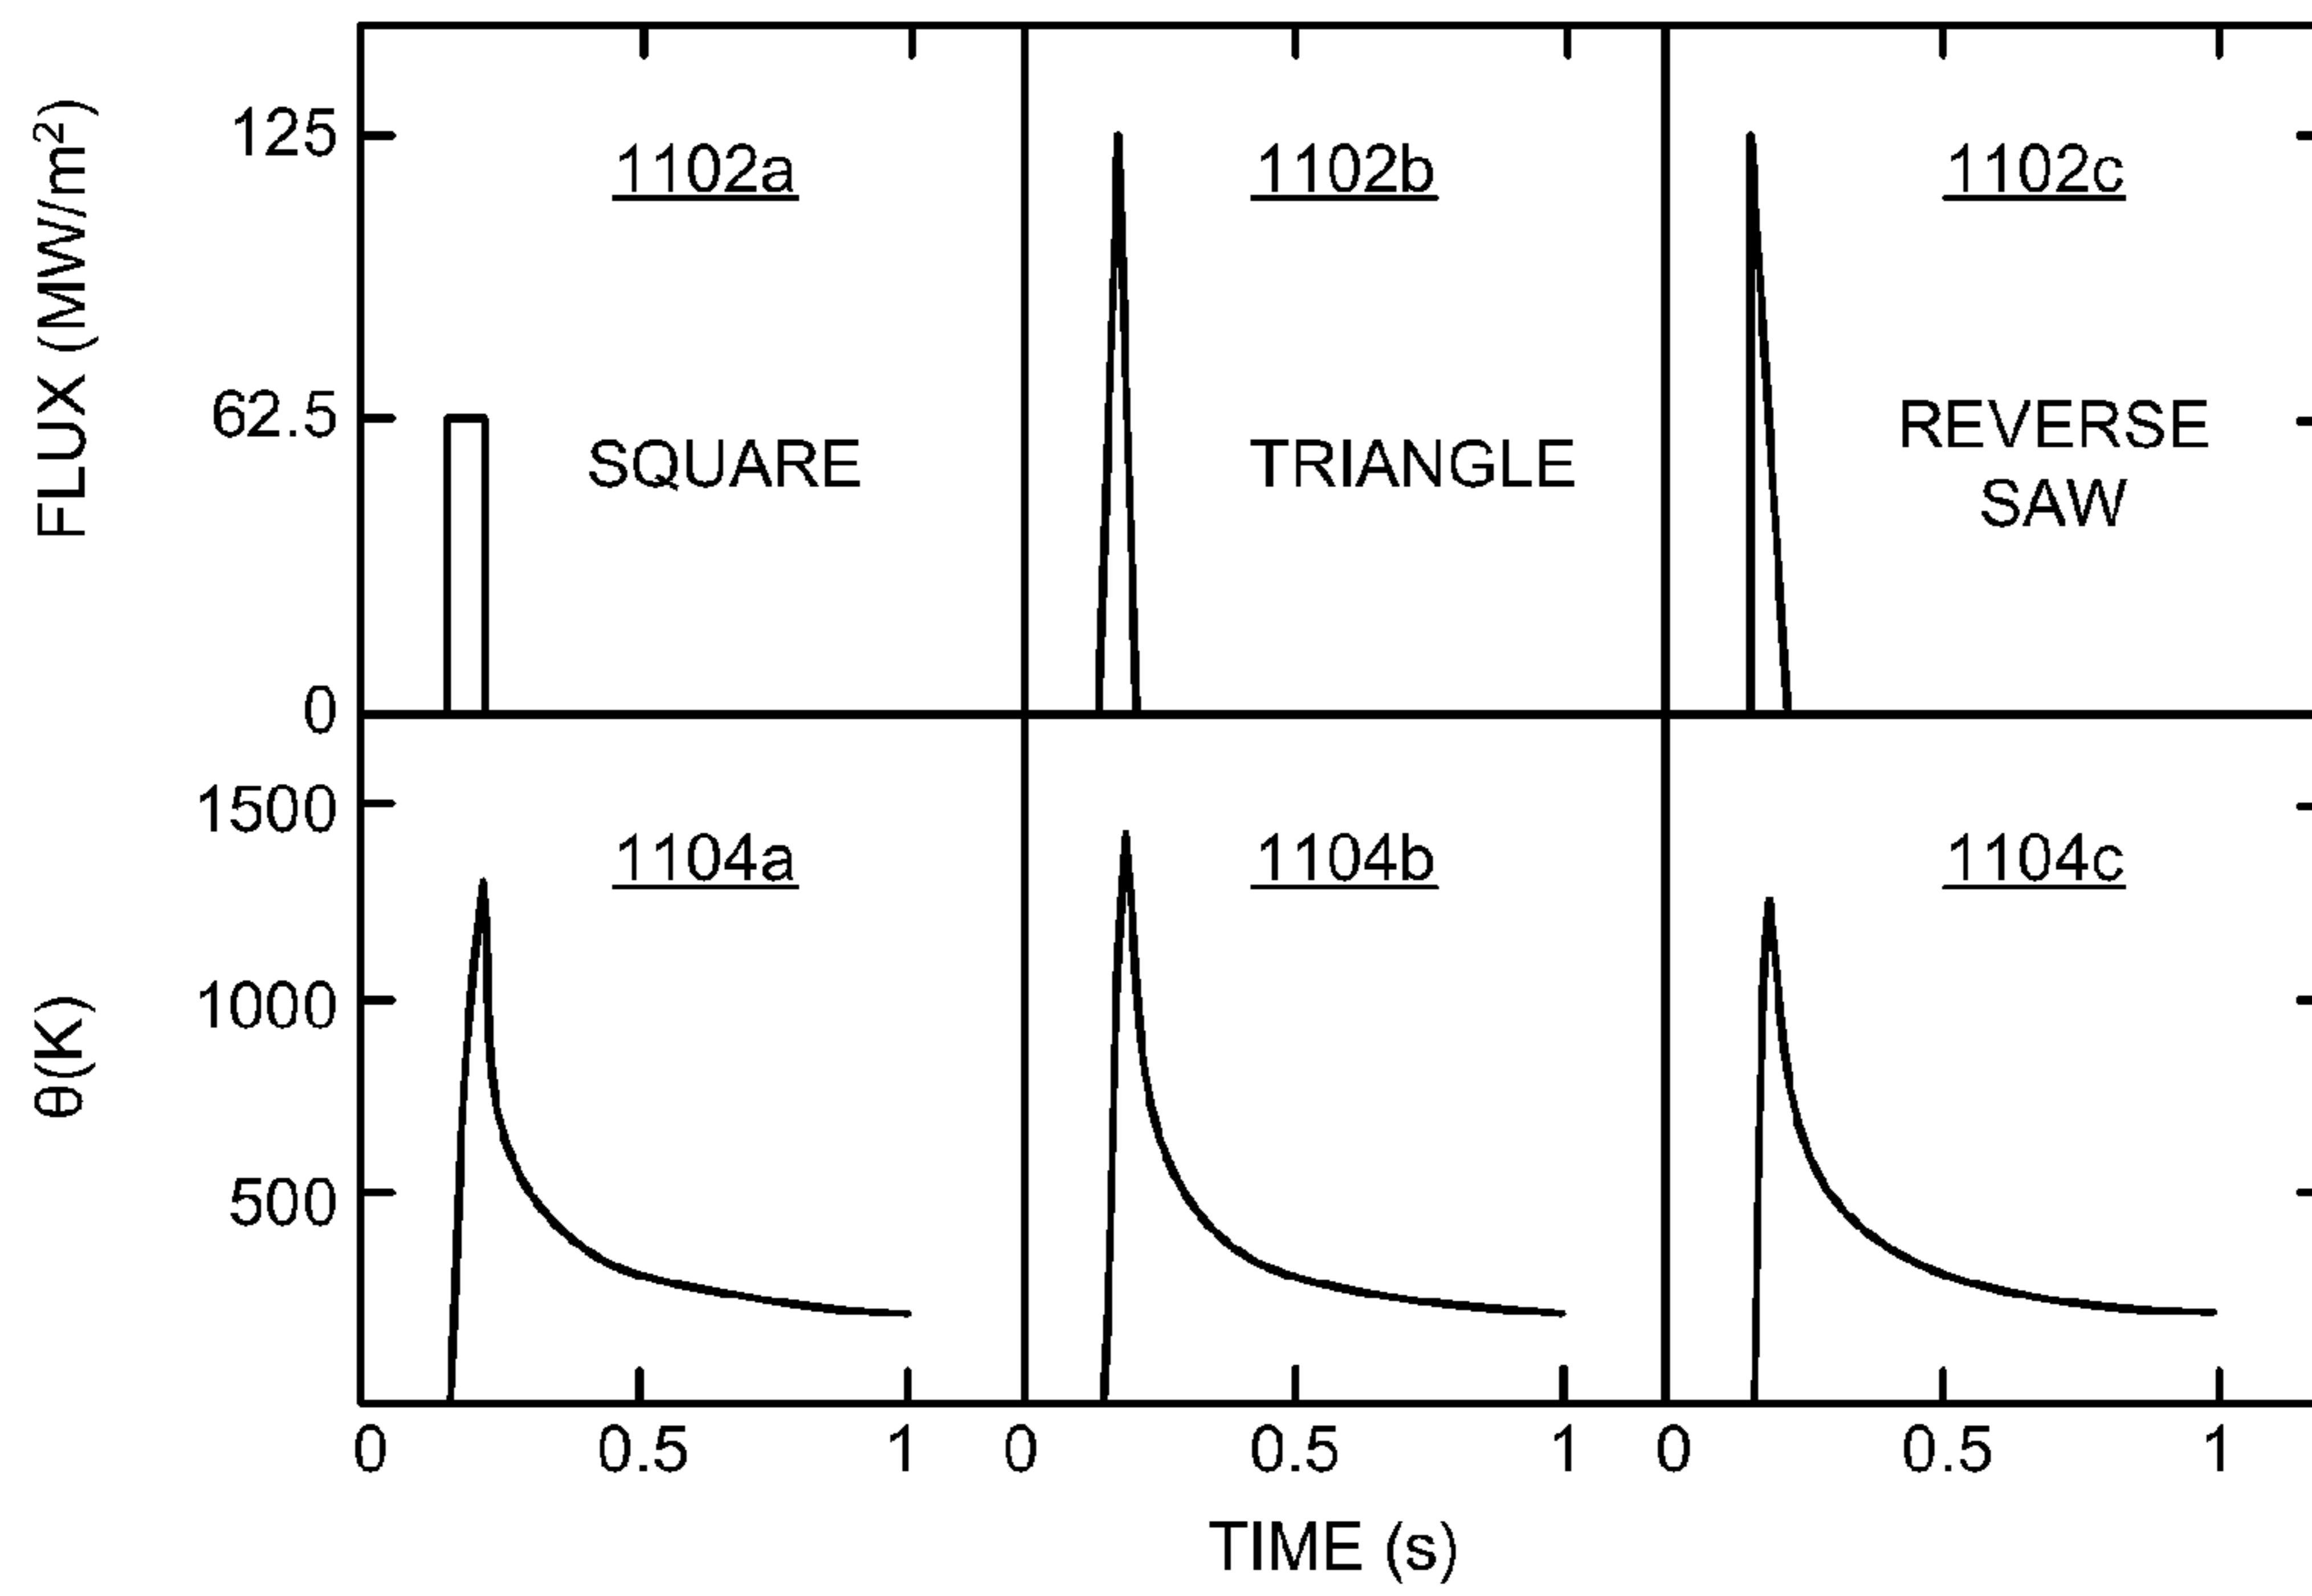 FLUX (MW/m²)
125
62.5
0
1102a
1102b
1102c
SQUARE
TRIANGLE
REVERSE
SAW
θ(K)
1500
1000
500
1104a
1104b
1104c
0 0.5 1 0 0.5 1 0 0.5 1
TIME (s)